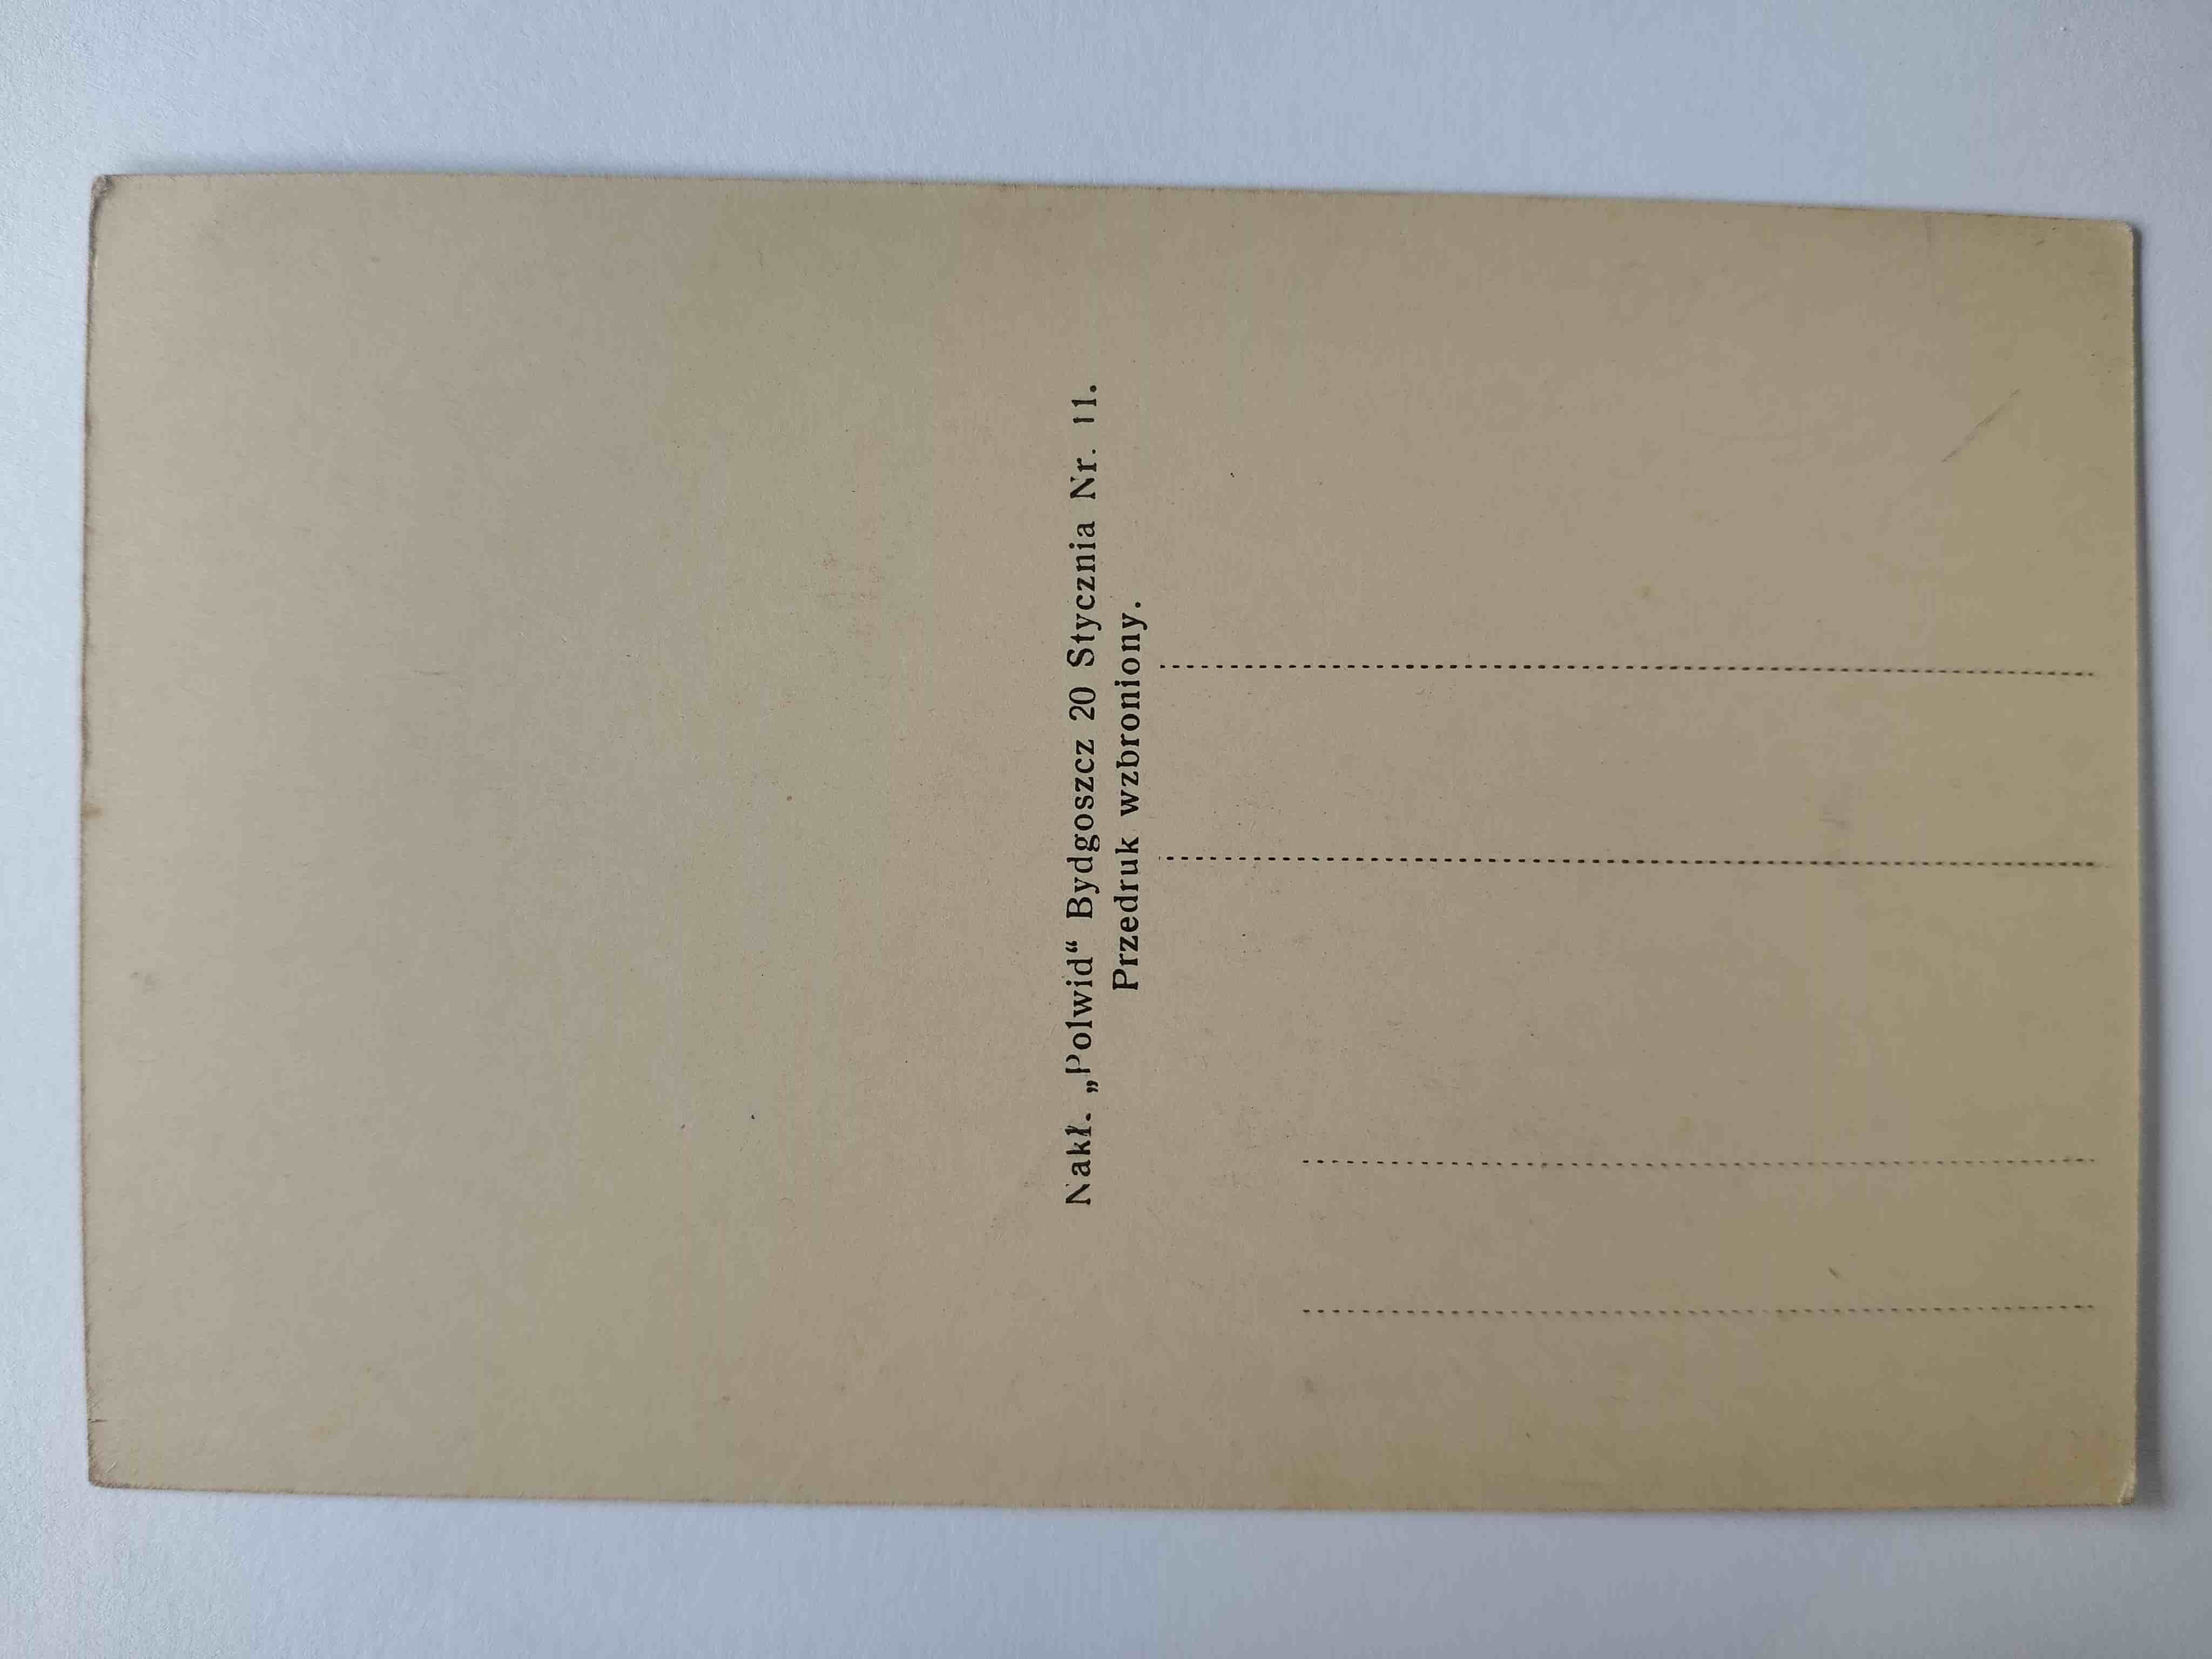 Nakł. „Polwid“ Bydgoszcz 20 Stycznia Nr. 11.
Przedruk wzbroniony.